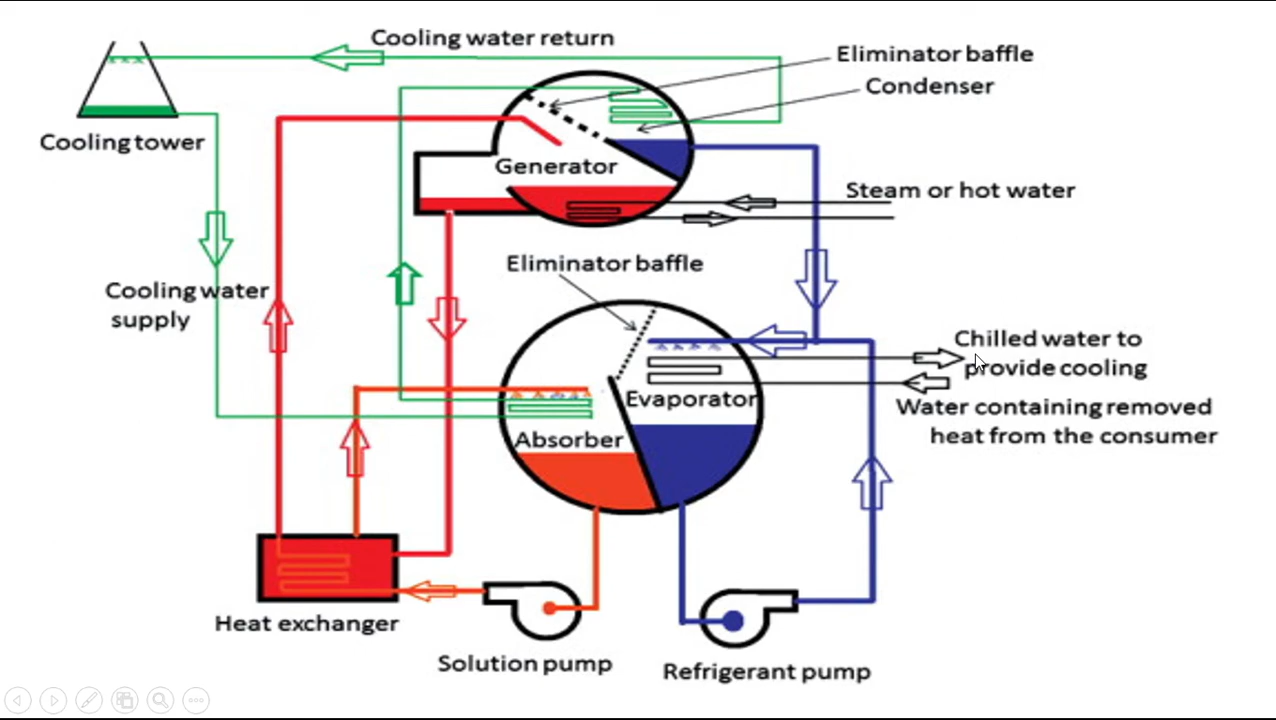 Cooling water return
Eliminator baffle
Condenser
Cooling tower
Generator
Steam or hot water
Eliminator baffle
Cooling water
supply
Chilled water to
provide cooling
Evaporator
Water containing removed
heat from the consumer
Absorber
Heat exchanger
Solution pump
Refrigerant pump